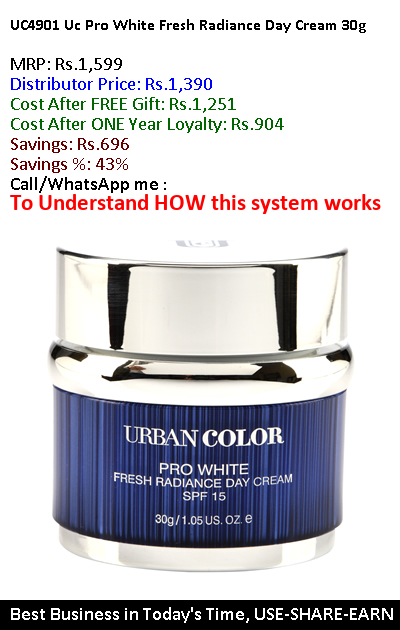 UC4901 Uc Pro White Fresh Radiance Day Cream 30g
MRP: Rs.1,599
Distributor Price: Rs.1,390
Cost After FREE Gift: Rs.1,251
Cost After ONE Year Loyalty: Rs.904
Savings: Rs.696
Savings %: 43%
Call/WhatsApp me :
To Understand HOW this system works
URBAN COLOR
PRO WHITE
FRESH RADIANCE DAY CREAM
SPF 15
30g/1.05 US. OZ. e
Best Business in Today's Time, USE-SHARE-EARN